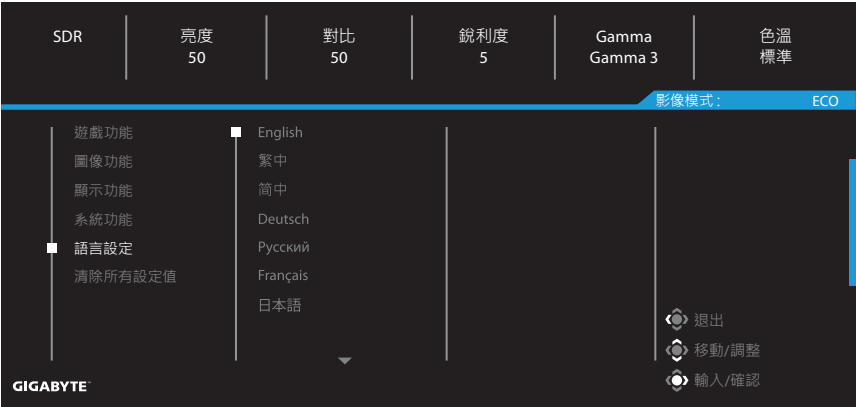 SDR
亮度
50
對比
50
銳利度
5
Gamma
Gamma 3
色溫
標準
影像模式 : ECO
遊戲功能
圖像功能
顯示功能
系統功能
語言設定
清除所有設定值
English
繁中
简中
Deutsch
Русский
Français
日本語
退出
移動/調整
輸入/確認
GIGABYTE™